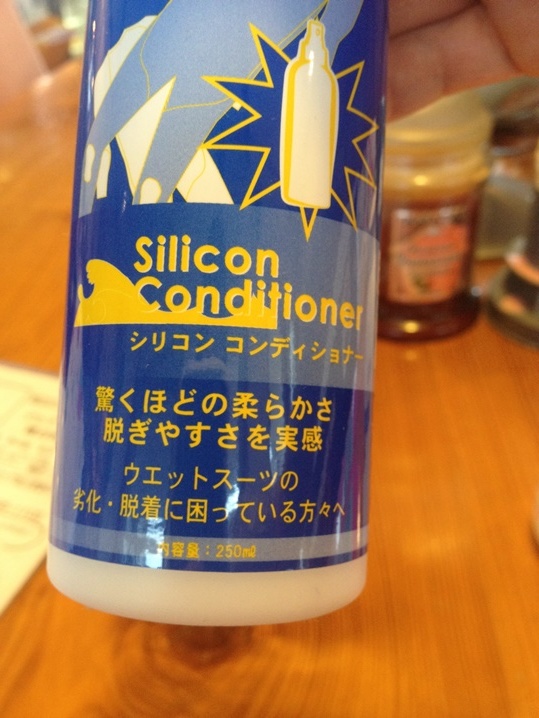 Silicon
Conditioner
シリコン コンディショナー
驚くほどの柔らかさ
脱ぎやすさを実感
ウエットスーツの
劣化・脱着に困っている方々へ
内容量：250㎖